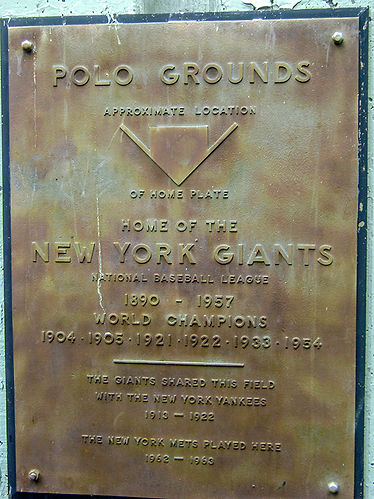 POLO GROUNDS
APPROXIMATE LOCATION
OF HOME PLATE
HOME OF THE
NEW YORK GIANTS
NATIONAL BASEBALL LEAGUE
1890 - 1957
WORLD CHAMPIONS
1904 · 1905 · 1921 · 1922 · 1933 · 1954
THE GIANTS SHARED THIS FIELD
WITH THE NEW YORK YANKEES
1913 — 1922
THE NEW YORK METS PLAYED HERE
1962 — 1963